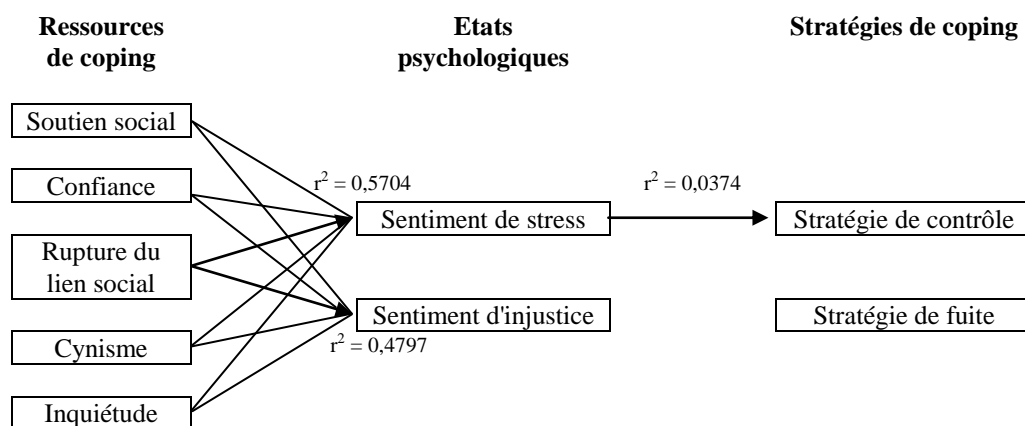 Ressources
de coping
Etats
psychologiques
Stratégies de coping
Soutien social
Confiance
Rupture du
lien social
Cynisme
Inquiétude
r² = 0,5704
Sentiment de stress
Sentiment d'injustice
r² = 0,4797
r² = 0,0374
Stratégie de contrôle
Stratégie de fuite